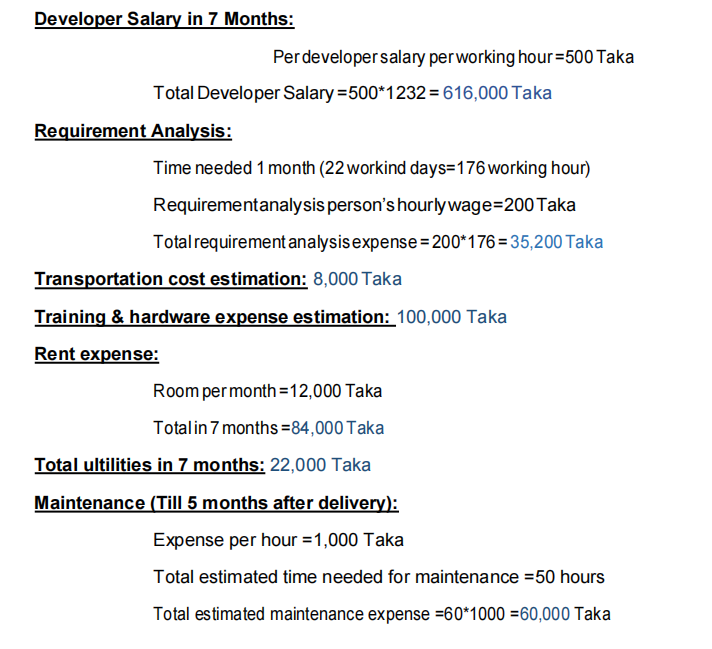 Developer Salary in 7 Months:
Per developer salary per working hour =500 Taka
Total Developer Salary =500*1232 = 616,000 Taka
Requirement Analysis:
Time needed 1 month (22 workind days=176 working hour)
Requirement analysis person's hourly wage=200 Taka
Total requirement analysis expense = 200*176 = 35,200 Taka
Transportation cost estimation: 8,000 Taka
Training & hardware expense estimation: 100,000 Taka
Rent expense:
Room per month =12,000 Taka
Total in 7 months =84,000 Taka
Total ultilities in 7 months: 22,000 Taka
Maintenance (Till 5 months after delivery):
Expense per hour =1,000 Taka
Total estimated time needed for maintenance =50 hours
Total estimated maintenance expense =60*1000 =60,000 Taka